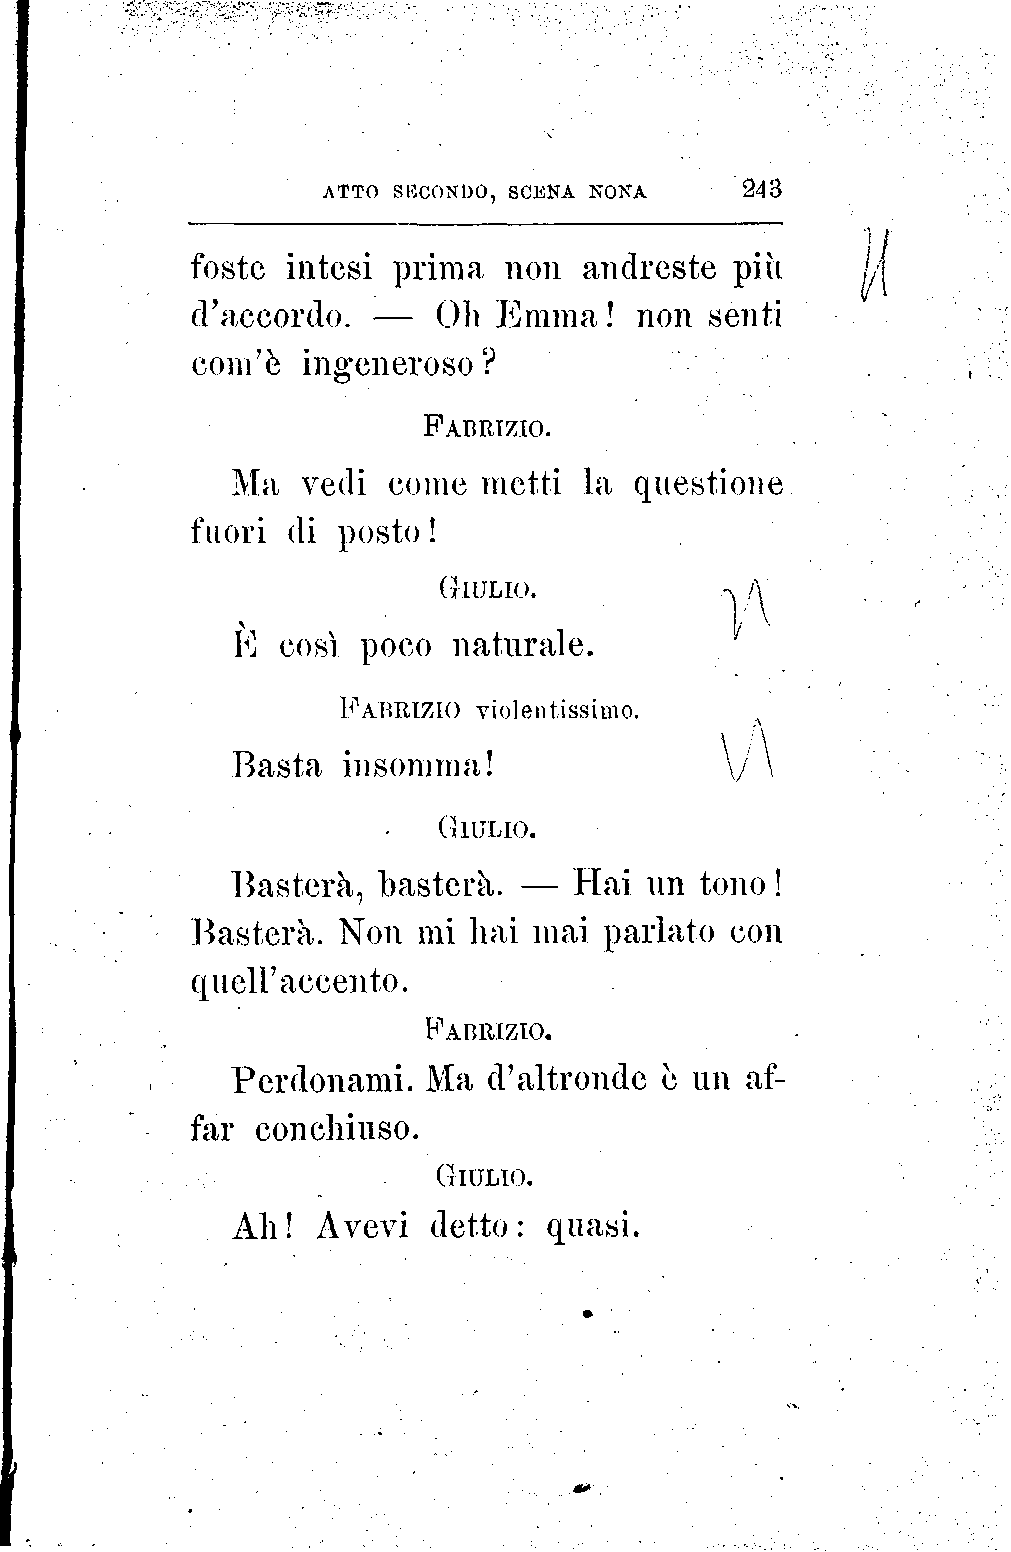 ATTO SECONDO, SCENA NONA 243
foste intesi prima non andreste più
d'accordo. — Oh Emma! non senti
com'è ingeneroso?
FABRIZIO.
Ma vedi come metti la questione
fuori di posto!
GIULIO.
È così poco naturale.
FABRIZIO violentissimo.
Basta insomma!
GIULIO.
Basterà, basterà. — Hai un tono!
Basterà. Non mi hai mai parlato con
quell'accento.
FABRIZIO.
Perdonami. Ma d'altronde è un af-
far conchiuso.
GIULIO.
Ah! Avevi detto: quasi.